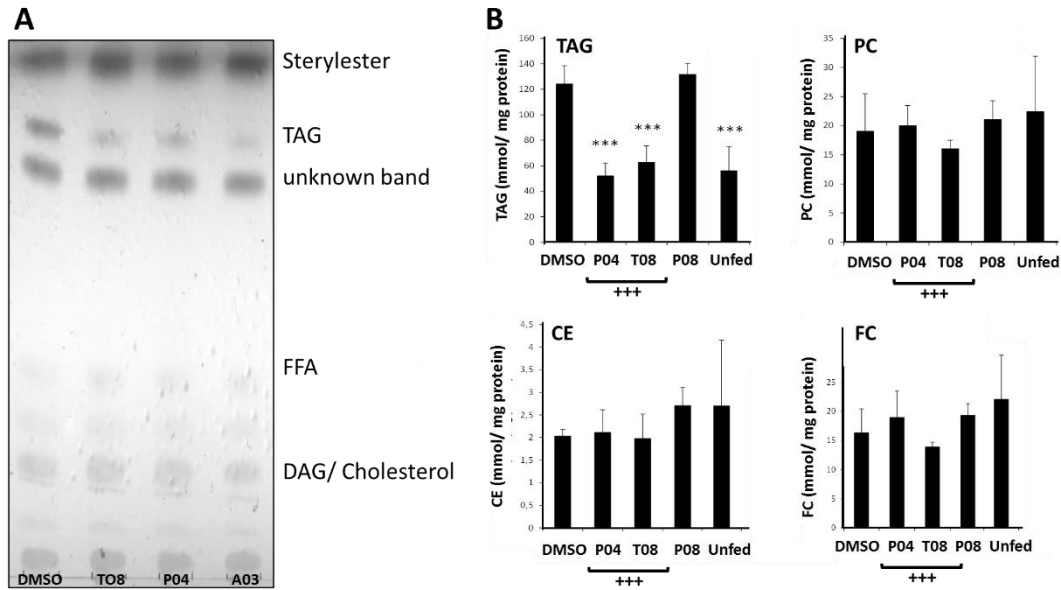 A
Sterylester
TAG
unknown band
FFA
DAG/ Cholesterol
DMSO TO8 P04 A03
B
TAG
TAG (mmol/ mg protein)
160
140
120
100
80
60
40
20
0
***
***
***
DMSO P04 T08 P08 Unfed
+++
PC
PC (mmol/ mg protein)
35
30
25
20
15
10
5
0
DMSO P04 T08 P08 Unfed
+++
CE
CE (mmol/ mg protein)
4,5
4
3,5
3
2,5
2
1,5
1
0,5
0
DMSO P04 T08 P08 Unfed
+++
FC
FC (mmol/ mg protein)
20
25
15
10
5
0
DMSO P04 T08 P08 Unfed
+++